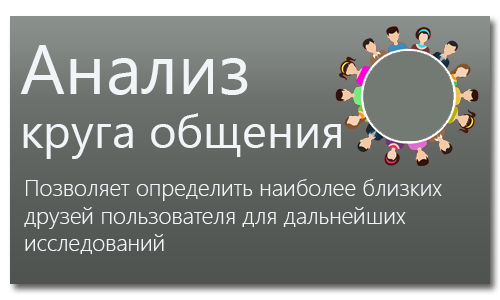 Анализ
круга общения
Позволяет определить наиболее близких
друзей пользователя для дальнейших
исследований